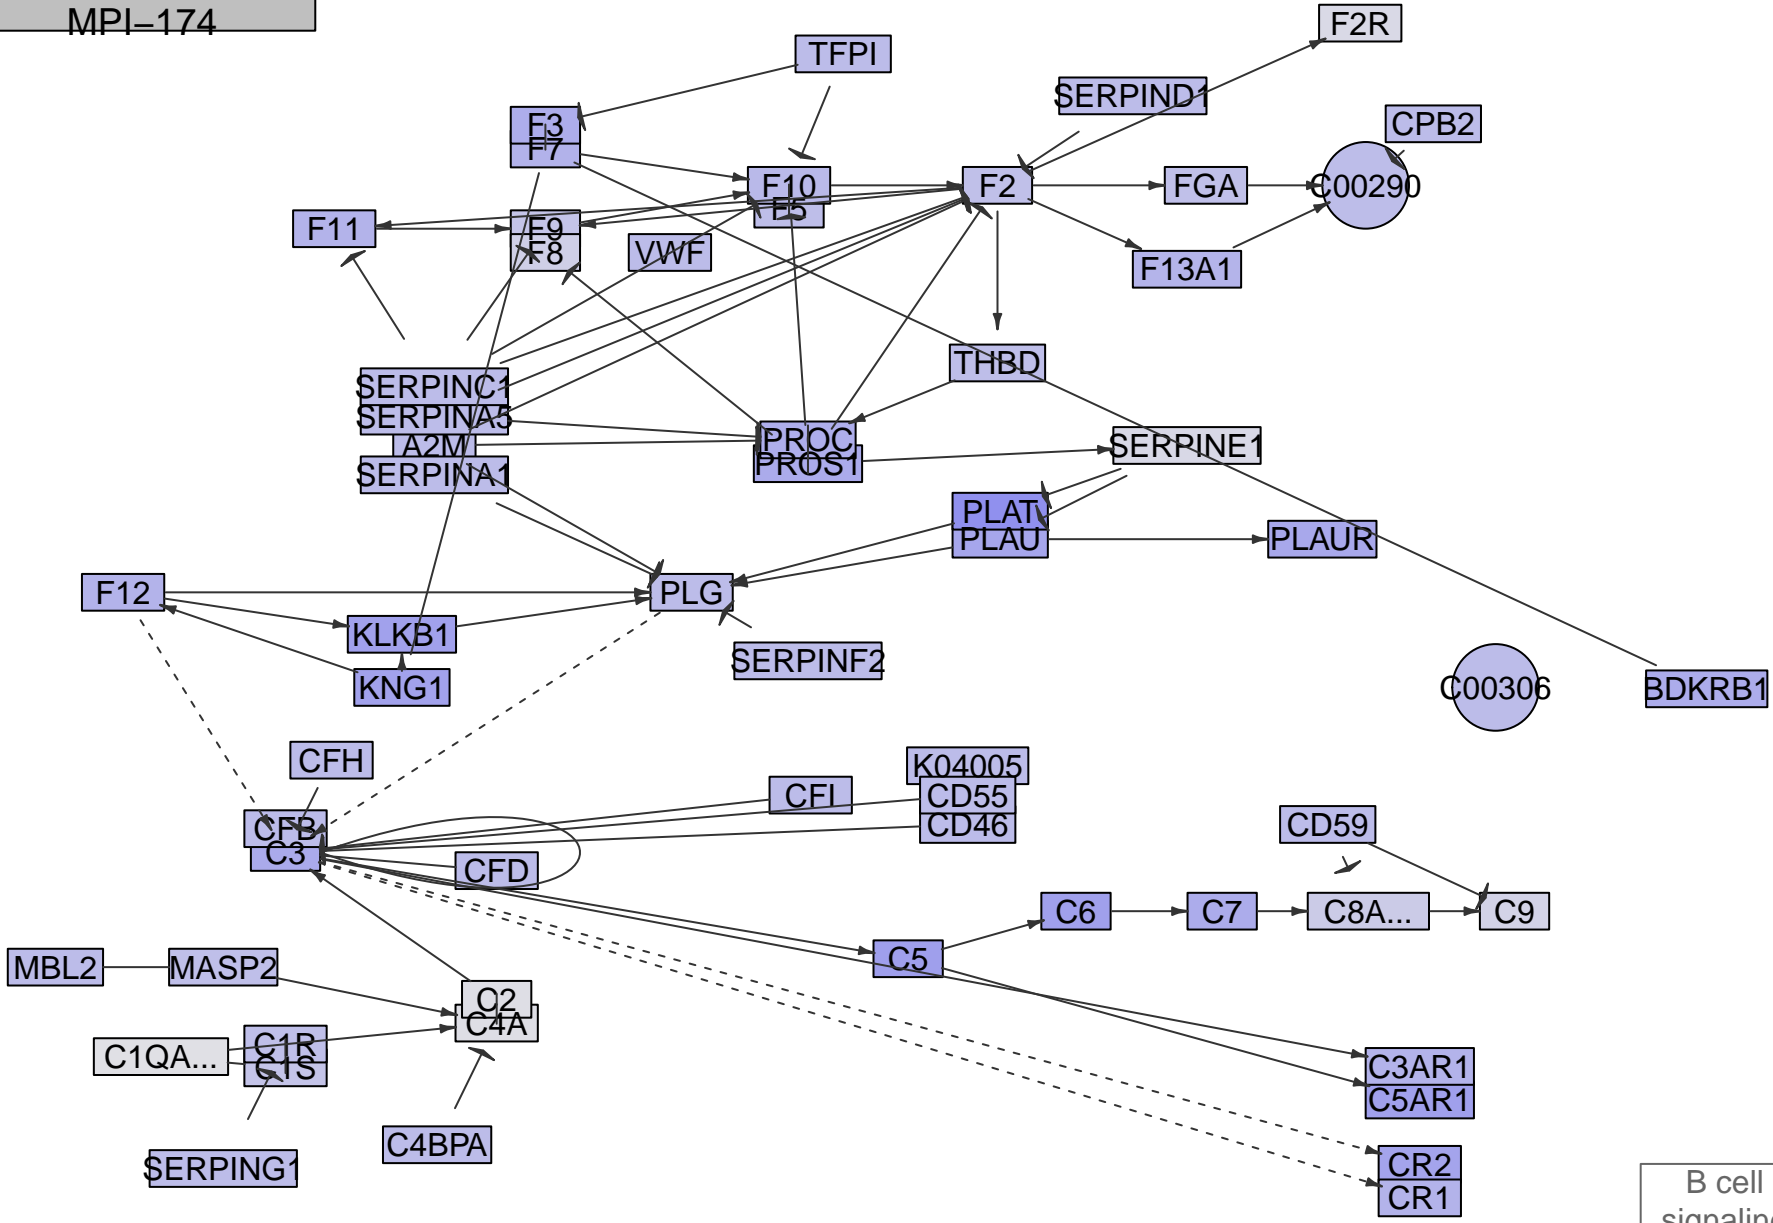 MPI–174
F2R
TFPI
SERPIND1
CPB2
F3
F7
F10
F5
F2
FGA
C00290
F11
F9
F8
VWF
F13A1
THBD
SERPINC1
SERPINA5
A2M
SERPINA1
PROC
PROS1
SERPINE1
PLAT
PLAU
PLAUR
F12
PLG
KLKB1
KNG1
SERPINF2
C00306
BDKRB1
CFH
K04005
CFI
CD55
CD46
CFB
C3
CFD
CD59
C6
C7
C8A...
C9
C5
MBL2
MASP2
C2
C4A
C1QA...
C1R
C1S
C3AR1
C5AR1
C4BPA
SERPING1
CR2
CR1
B cell
signaling